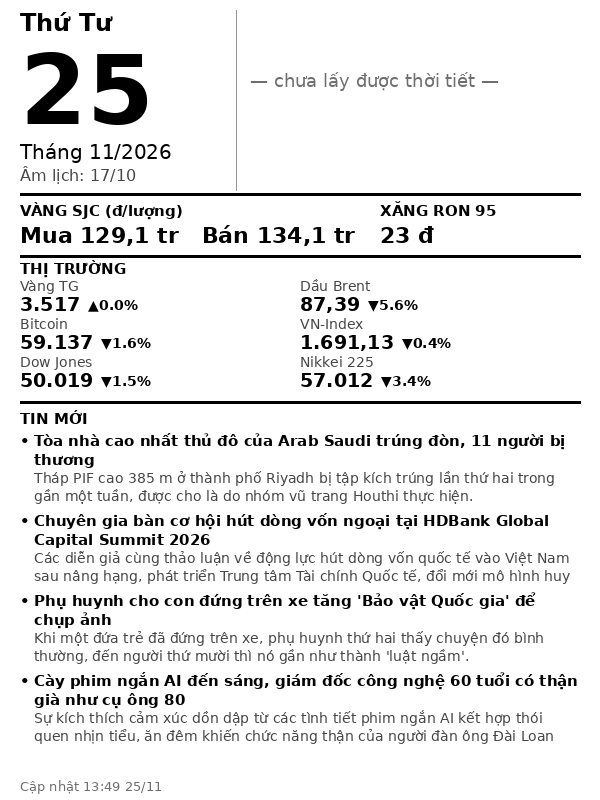 Thứ Tư
25
Tháng 11/2026
Âm lịch: 17/10
— chưa lấy được thời tiết —
VÀNG SJC (đ/lượng)
Mua 129,1 tr Bán 134,1 tr
XĂNG RON 95
23 đ
THỊ TRƯỜNG
Vàng TG
3.517 ▲0.0%
Dầu Brent
87,39 ▼5.6%
Bitcoin
59.137 ▼1.6%
VN-Index
1.691,13 ▼0.4%
Dow Jones
50.019 ▼1.5%
Nikkei 225
57.012 ▼3.4%
TIN MỚI
• Tòa nhà cao nhất thủ đô của Arab Saudi trúng đòn, 11 người bị
thương
Tháp PIF cao 385 m ở thành phố Riyadh bị tập kích trúng lần thứ hai trong
gần một tuần, được cho là do nhóm vũ trang Houthi thực hiện.
• Chuyên gia bàn cơ hội hút dòng vốn ngoại tại HDBank Global
Capital Summit 2026
Các diễn giả cùng thảo luận về động lực hút dòng vốn quốc tế vào Việt Nam
sau nâng hạng, phát triển Trung tâm Tài chính Quốc tế, đổi mới mô hình huy
• Phụ huynh cho con đứng trên xe tăng 'Bảo vật Quốc gia' để
chụp ảnh
Khi một đứa trẻ đã đứng trên xe, phụ huynh thứ hai thấy chuyện đó bình
thường, đến người thứ mười thì nó gần như thành 'luật ngầm'.
• Cày phim ngắn AI đến sáng, giám đốc công nghệ 60 tuổi có thận
già như cụ ông 80
Sự kích thích cảm xúc dồn dập từ các tình tiết phim ngắn AI kết hợp thói
quen nhịn tiểu, ăn đêm khiến chức năng thận của người đàn ông Đài Loan
Cập nhật 13:49 25/11